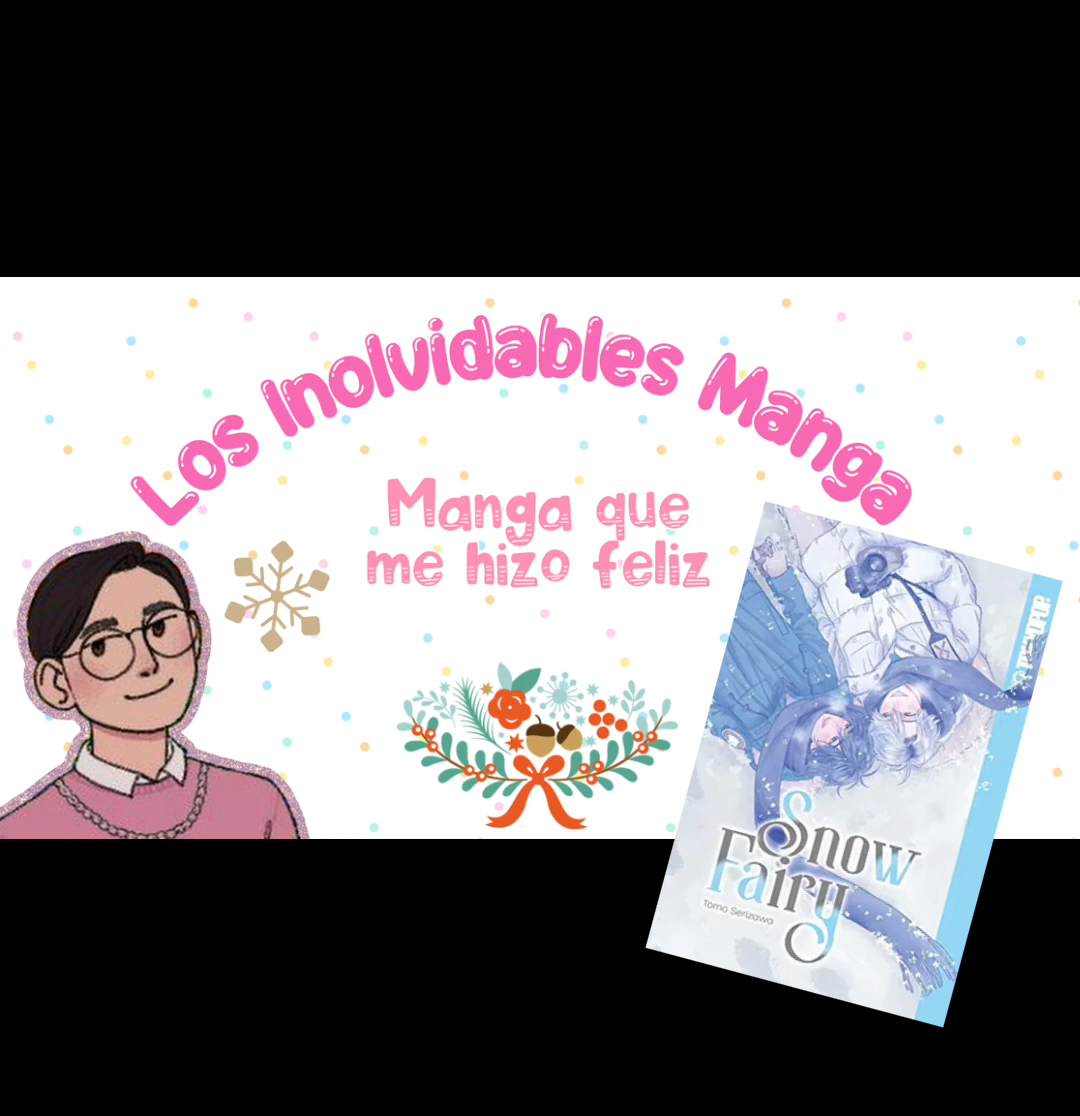 Los Inolvidables Manga
Manga que
me hizo feliz
TOKYOPOP
Snow
Fairy
Tomo Serizawa